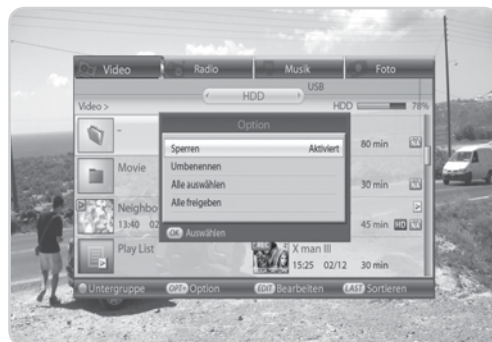 Video Radio Musik Foto
HDD USB
Video > HDD 78%
Option
Sperren Aktiviert 80 min
Movie Umbenennen
Alle auswählen 30 min
Neighbo Alle freigeben
13:40 02 45 min HD
OK Auswählen
Play List X man III
15:25 02/12 30 min
Untergruppe OPT+ Option EDIT Bearbeiten LAST Sortieren